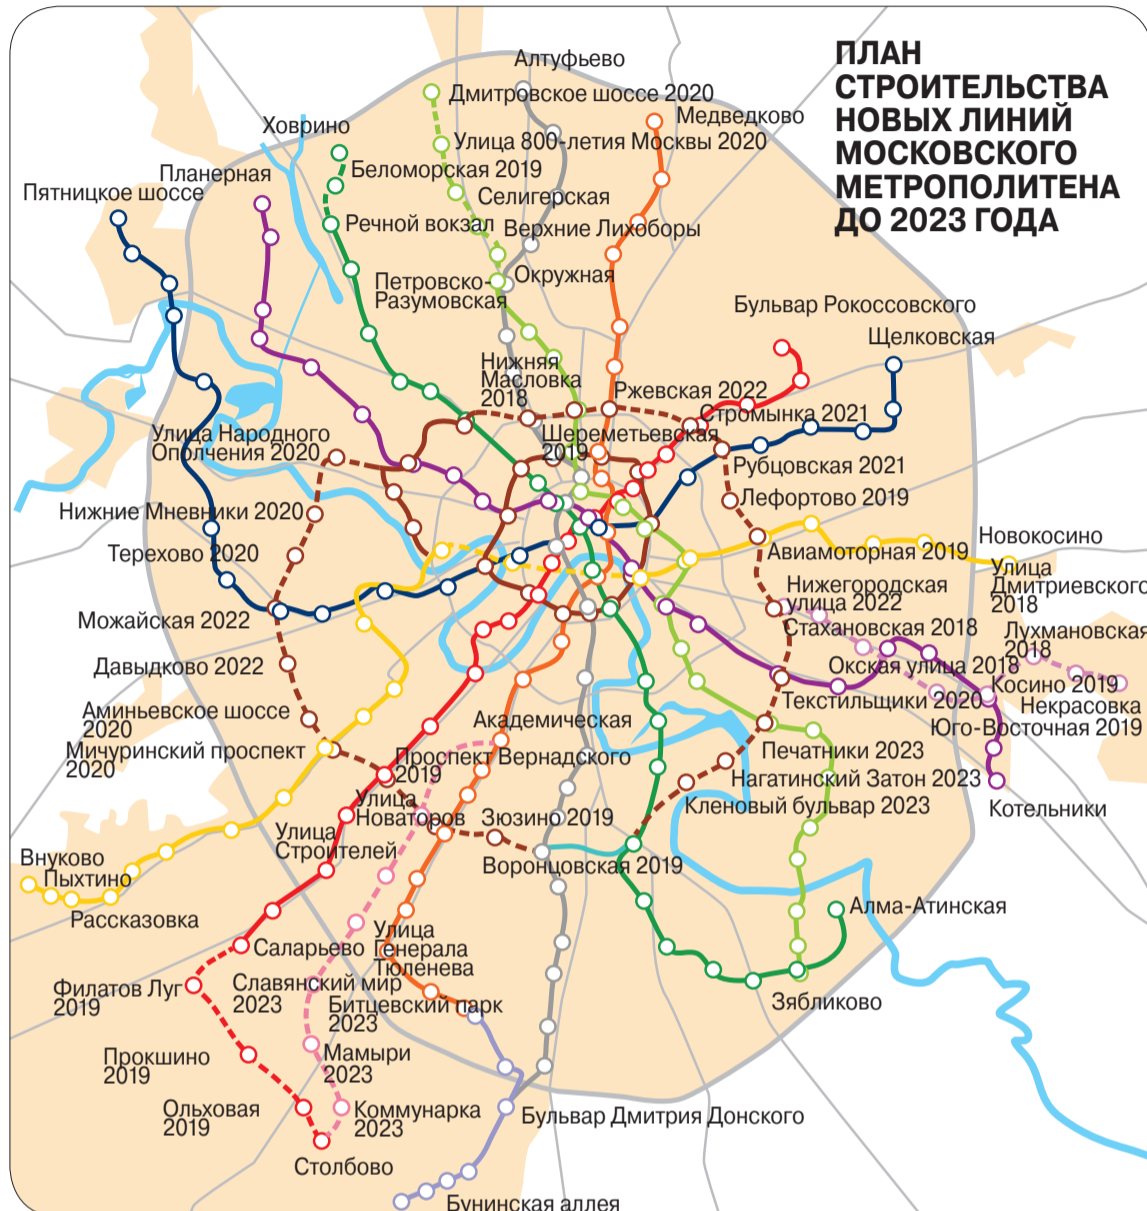 ПЛАН
СТРОИТЕЛЬСТВА
НОВЫХ ЛИНИЙ
МОСКОВСКОГО
МЕТРОПОЛИТЕНА
ДО 2023 ГОДА
Алтуфьево
Дмитровское шоссе 2020
Медведково
Ховрино
Улица 800-летия Москвы 2020
Беломорская 2019
Планерная
Пятницкое шоссе
Селигерская
Речной вокзал
Верхние Лихоборы
Окружная
Петровско-
Разумовская
Бульвар Рокоссовского
Щелковская
Нижняя
Масловка
2018
Ржевская 2022
Стромынка 2021
Улица Народного
Ополчения 2020
Шереметьевская
2019
Рубцовская 2021
Лефортово 2019
Нижние Мневники 2020
Новокосино
Терехово 2020
Авиамоторная 2019
Улица
Дмитриевского
2018
Нижегородская
улица 2022
Можайская 2022
Стахановская 2018
Лухмановская
2018
Давыдково 2022
Окская улица 2018
Косино 2019
Текстильщики 2020
Некрасовка
Юго-Восточная 2019
Аминьевское шоссе
2020
Академическая
Мичуринский проспект
2020
Проспект Вернадского
2019
Печатники 2023
Нагатинский Затон 2023
Кленовый бульвар 2023
Котельники
Улица
Новаторов
Зюзино 2019
Улица
Строителей
Воронцовская 2019
Внуково
Пыхтино
Рассказовка
Алма-Атинская
Саларьево
Улица
Генерала
Тюленева
Филатов Луг
2019
Славянский мир
2023
Битцевский парк
2023
Зябликово
Прокшино
2019
Мамыри
2023
Ольховая
2019
Коммунарка
2023
Бульвар Дмитрия Донского
Столбово
Бунинская аллея